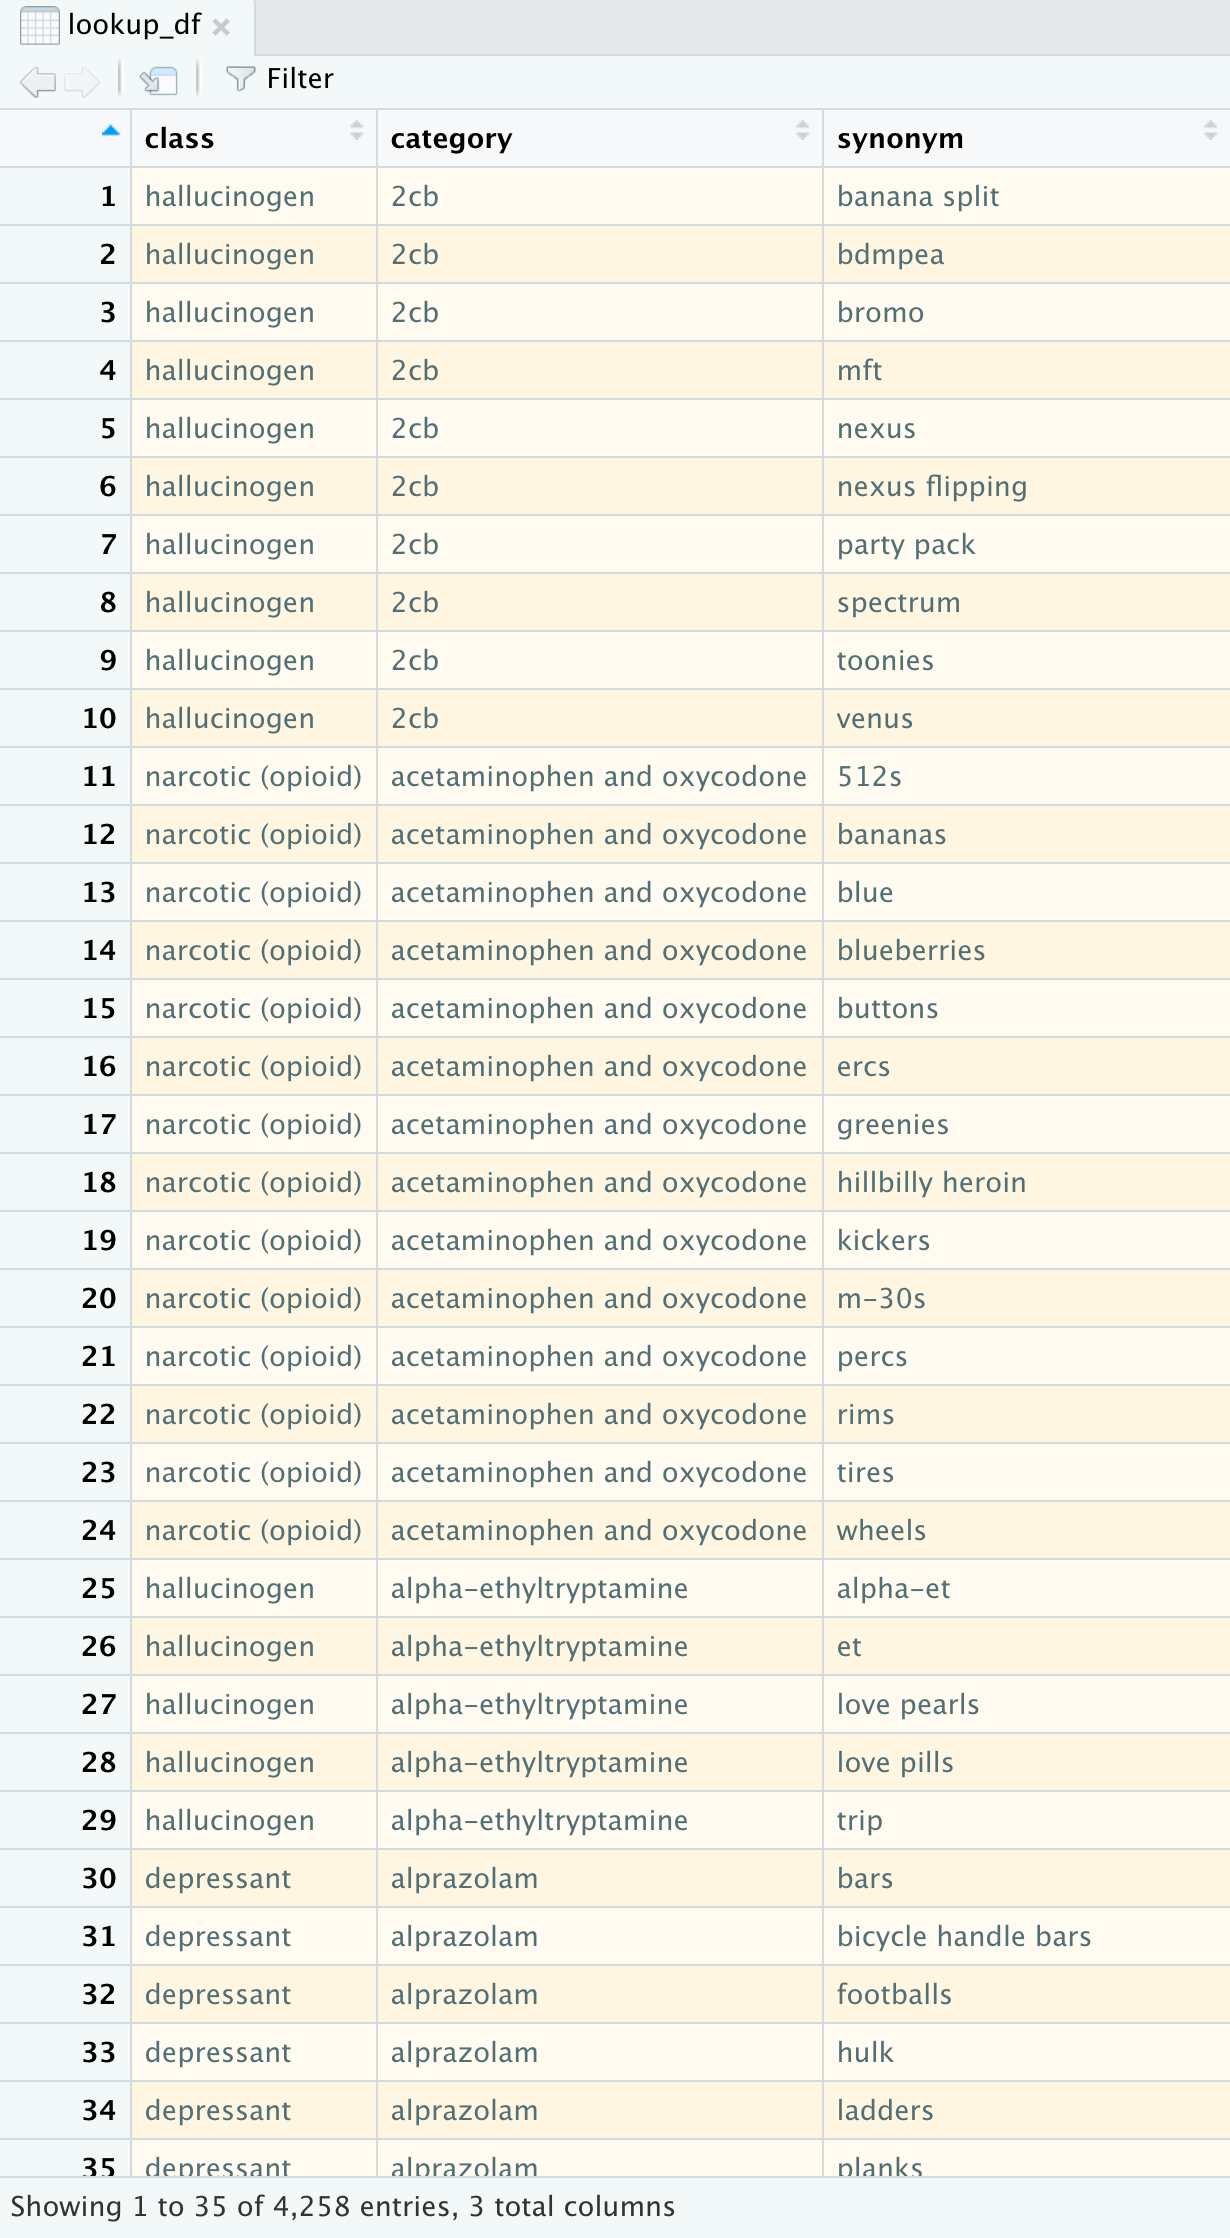 lookup_df
Filter
class category synonym
1 hallucinogen 2cb banana split
2 hallucinogen 2cb bdmpea
3 hallucinogen 2cb bromo
4 hallucinogen 2cb mft
5 hallucinogen 2cb nexus
6 hallucinogen 2cb nexus flipping
7 hallucinogen 2cb party pack
8 hallucinogen 2cb spectrum
9 hallucinogen 2cb toonies
10 hallucinogen 2cb venus
11 narcotic (opioid) acetaminophen and oxycodone 512s
12 narcotic (opioid) acetaminophen and oxycodone bananas
13 narcotic (opioid) acetaminophen and oxycodone blue
14 narcotic (opioid) acetaminophen and oxycodone blueberries
15 narcotic (opioid) acetaminophen and oxycodone buttons
16 narcotic (opioid) acetaminophen and oxycodone ercs
17 narcotic (opioid) acetaminophen and oxycodone greenies
18 narcotic (opioid) acetaminophen and oxycodone hillbilly heroin
19 narcotic (opioid) acetaminophen and oxycodone kickers
20 narcotic (opioid) acetaminophen and oxycodone m-30s
21 narcotic (opioid) acetaminophen and oxycodone percs
22 narcotic (opioid) acetaminophen and oxycodone rims
23 narcotic (opioid) acetaminophen and oxycodone tires
24 narcotic (opioid) acetaminophen and oxycodone wheels
25 hallucinogen alpha-ethyltryptamine alpha-et
26 hallucinogen alpha-ethyltryptamine et
27 hallucinogen alpha-ethyltryptamine love pearls
28 hallucinogen alpha-ethyltryptamine love pills
29 hallucinogen alpha-ethyltryptamine trip
30 depressant alprazolam bars
31 depressant alprazolam bicycle handle bars
32 depressant alprazolam footballs
33 depressant alprazolam hulk
34 depressant alprazolam ladders
35 depressant alprazolam planks
Showing 1 to 35 of 4,258 entries, 3 total columns